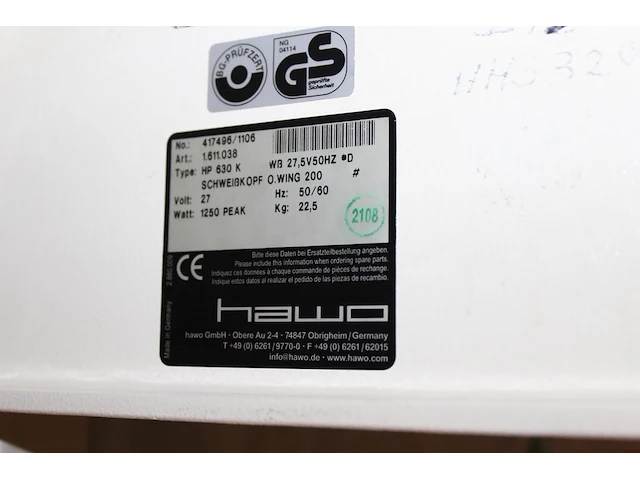 BG-PRÜFZERT
NG
04114
GS
geprüfte
Sicherheit
No.: 417496/1106
Art.: 1.611.038
Type: HP 630 K WB 27,5V50HZ *D
SCHWEIßKOPF O.WING 200 #
Volt: 27 Hz: 50/60
Watt: 1250 PEAK Kg: 22,5
2108
Bitte diese Daten bei Ersatzteilbestellung angeben.
Please include this information when ordering spare parts.
Indiquez ces données à chaque commande de pièces de rechange.
Indique estos datos al realizar el pedido de las piezas de recambio.
CE
Made in Germany 2.880.009
hawo
hawo GmbH · Obere Au 2-4 · 74847 Obrigheim/Germany
T +49 (0) 6261/9770-0 · F +49 (0) 6261/62015
info@hawo.de · www.hawo.com